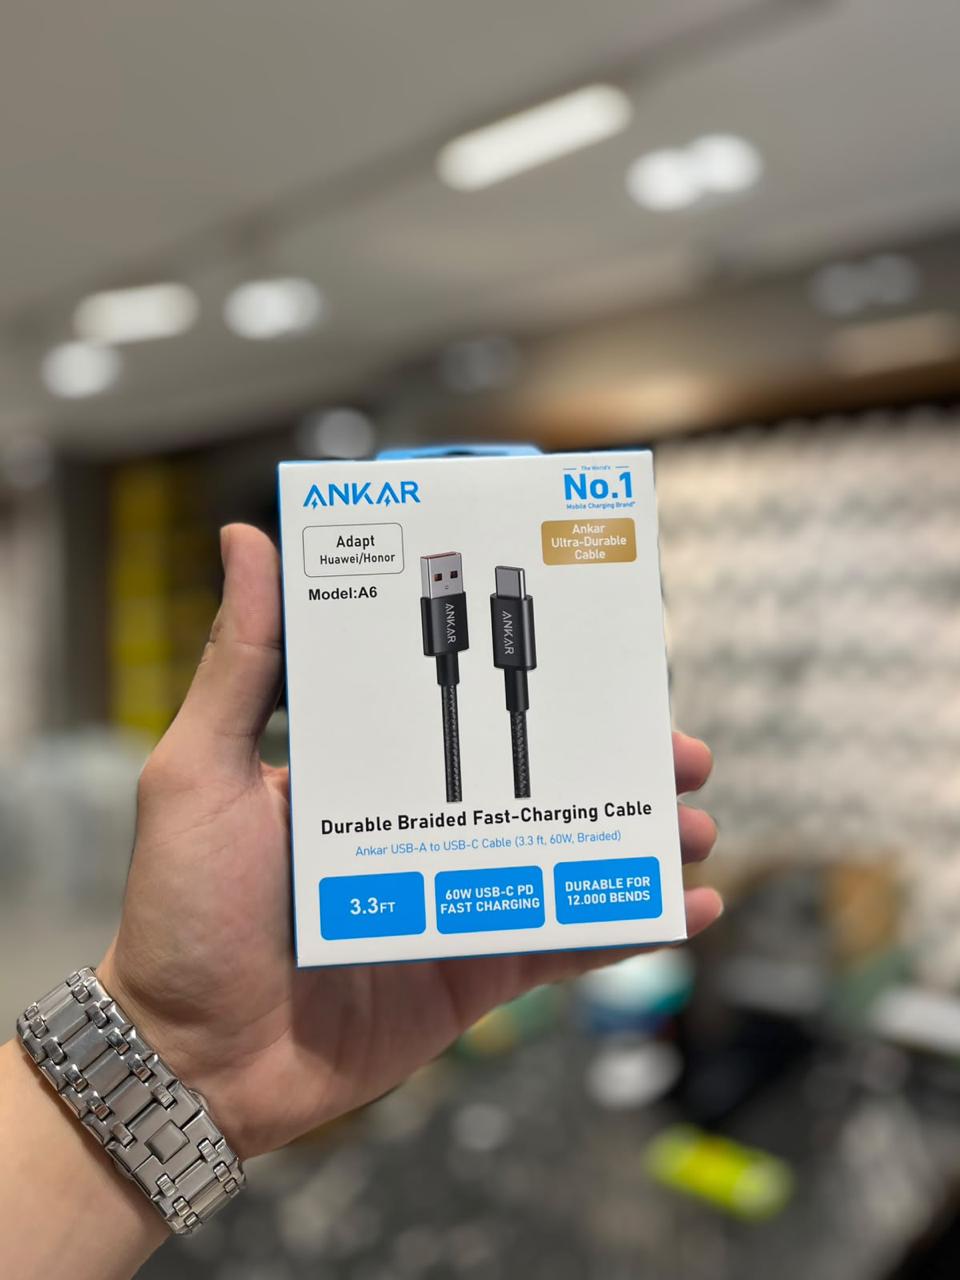 ANKAR
The World's
No.1
Mobile Charging Brand*
Adapt
Huawei/Honor
Model:A6
Ankar
Ultra-Durable
Cable
ANKAR
ANKAR
Durable Braided Fast-Charging Cable
Ankar USB-A to USB-C Cable (3.3 ft, 60W, Braided)
3.3FT
60W USB-C PD
FAST CHARGING
DURABLE FOR
12.000 BENDS